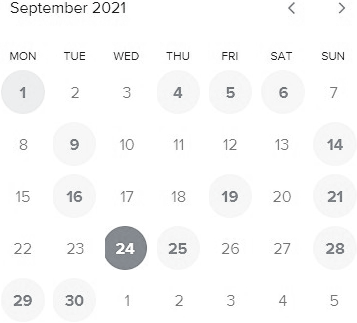 September 2021
MON TUE WED THU FRI SAT SUN
1 2 3 4 5 6 7
8 9 10 11 12 13 14
15 16 17 18 19 20 21
22 23 24 25 26 27 28
29 30 1 2 3 4 5